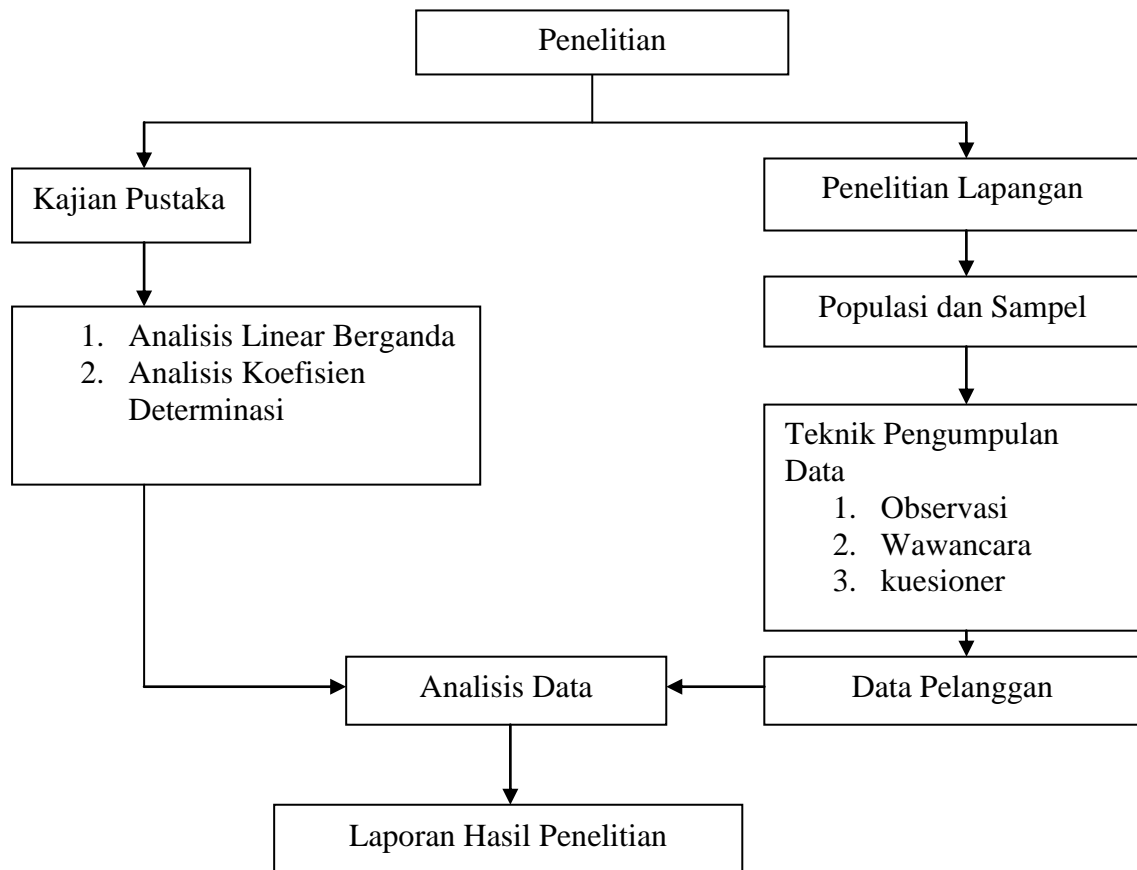 Penelitian
Kajian Pustaka
Penelitian Lapangan
Populasi dan Sampel
1. Analisis Linear Berganda
2. Analisis Koefisien
Determinasi
Teknik Pengumpulan
Data
1. Observasi
2. Wawancara
3. kuesioner
Analisis Data
Data Pelanggan
Laporan Hasil Penelitian